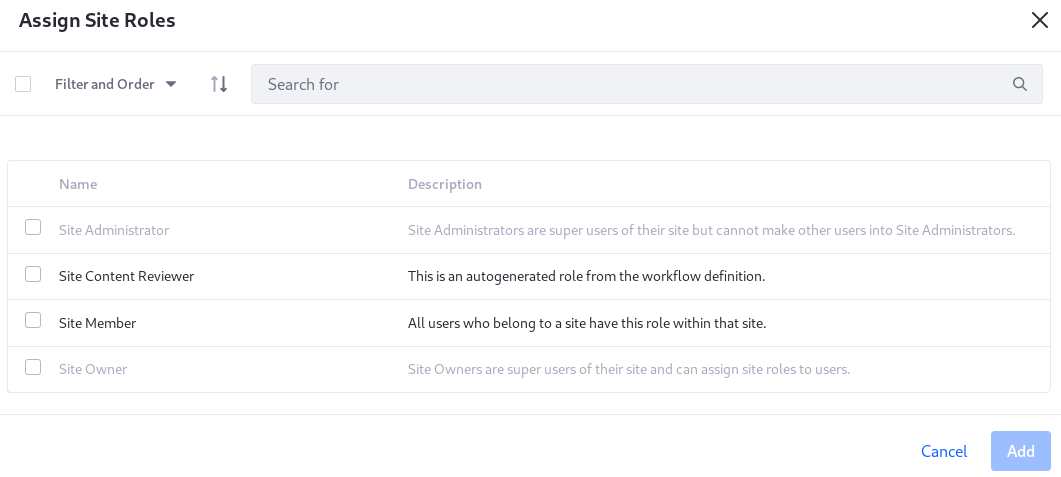 Assign Site Roles
Filter and Order
Search for
Name Description
Site Administrator Site Administrators are super users of their site but cannot make other users into Site Administrators.
Site Content Reviewer This is an autogenerated role from the workflow definition.
Site Member All users who belong to a site have this role within that site.
Site Owner Site Owners are super users of their site and can assign site roles to users.
Cancel Add